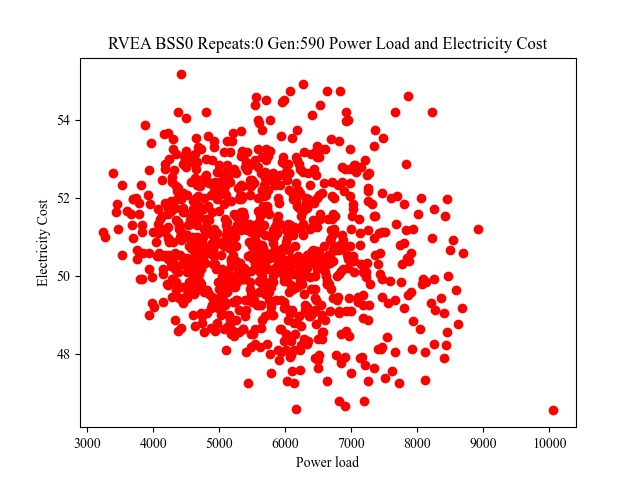 RVEA BSS0 Repeats:0 Gen:590 Power Load and Electricity Cost
54
52
50
48
Electricity Cost
3000 4000 5000 6000 7000 8000 9000 10000
Power load